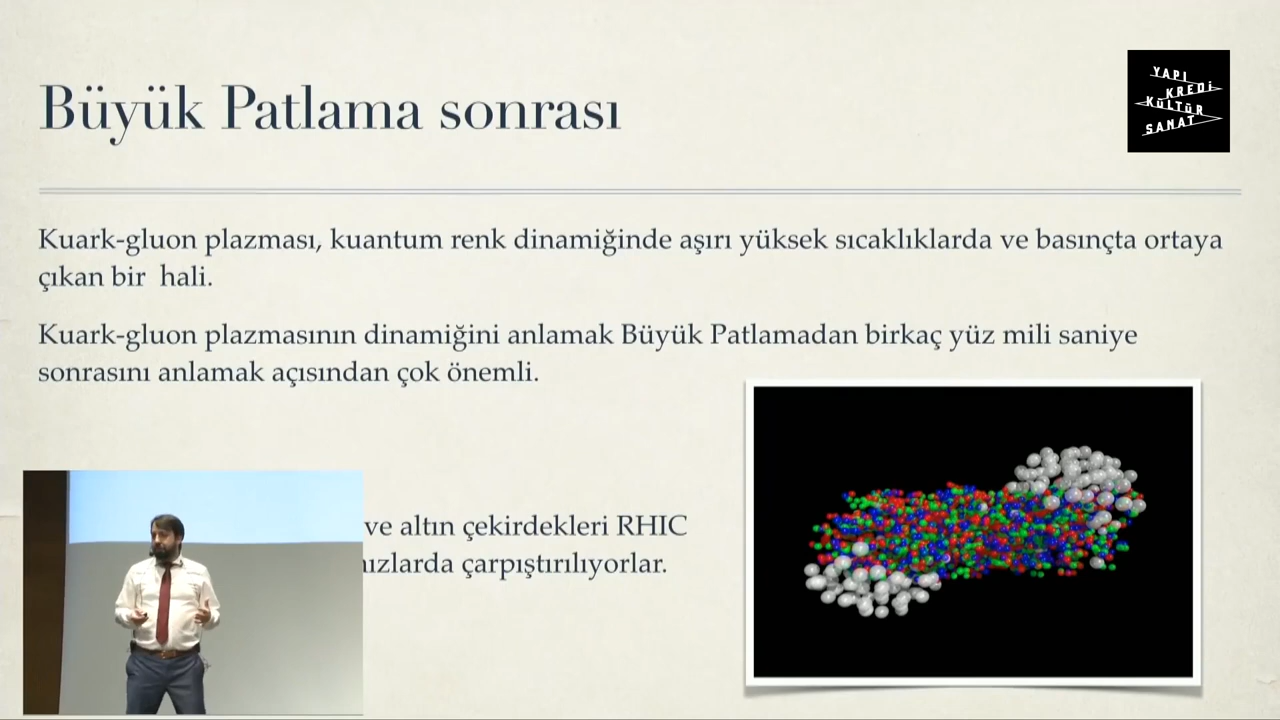 Büyük Patlama sonrası
YAPI
KREDİ
KÜLTÜR
SANAT
Kuark-gluon plazması, kuantum renk dinamiğinde aşırı yüksek sıcaklıklarda ve basınçta ortaya
çıkan bir hali.
Kuark-gluon plazmasının dinamiğini anlamak Büyük Patlamadan birkaç yüz mili saniye
sonrasını anlamak açısından çok önemli.
ve altın çekirdekleri RHIC
çarpıştırılıyorlar.